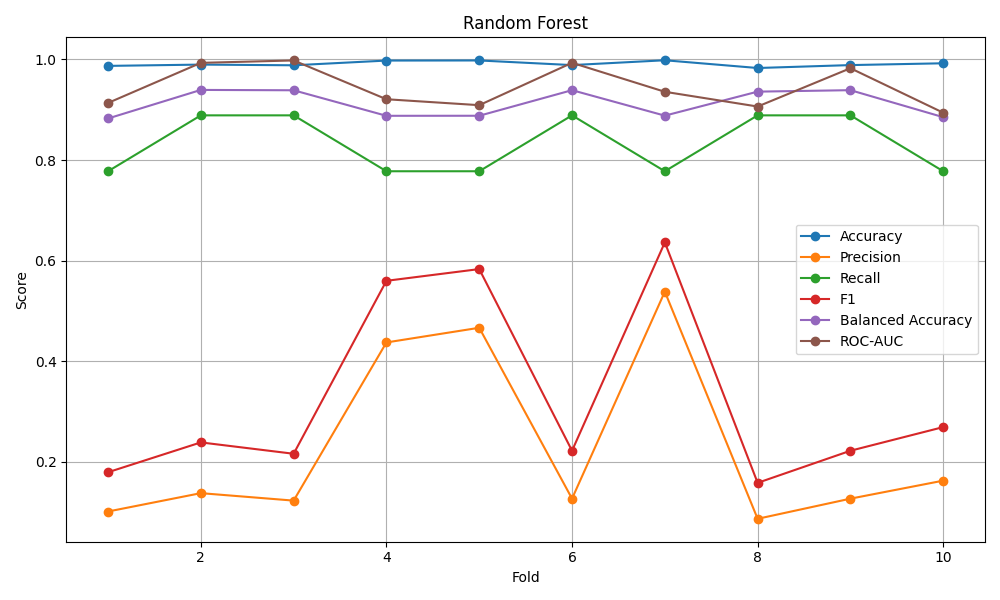 Random Forest
Score
1.0
0.8
0.6
0.4
0.2
Accuracy
Precision
Recall
F1
Balanced Accuracy
ROC-AUC
2 4 6 8 10
Fold